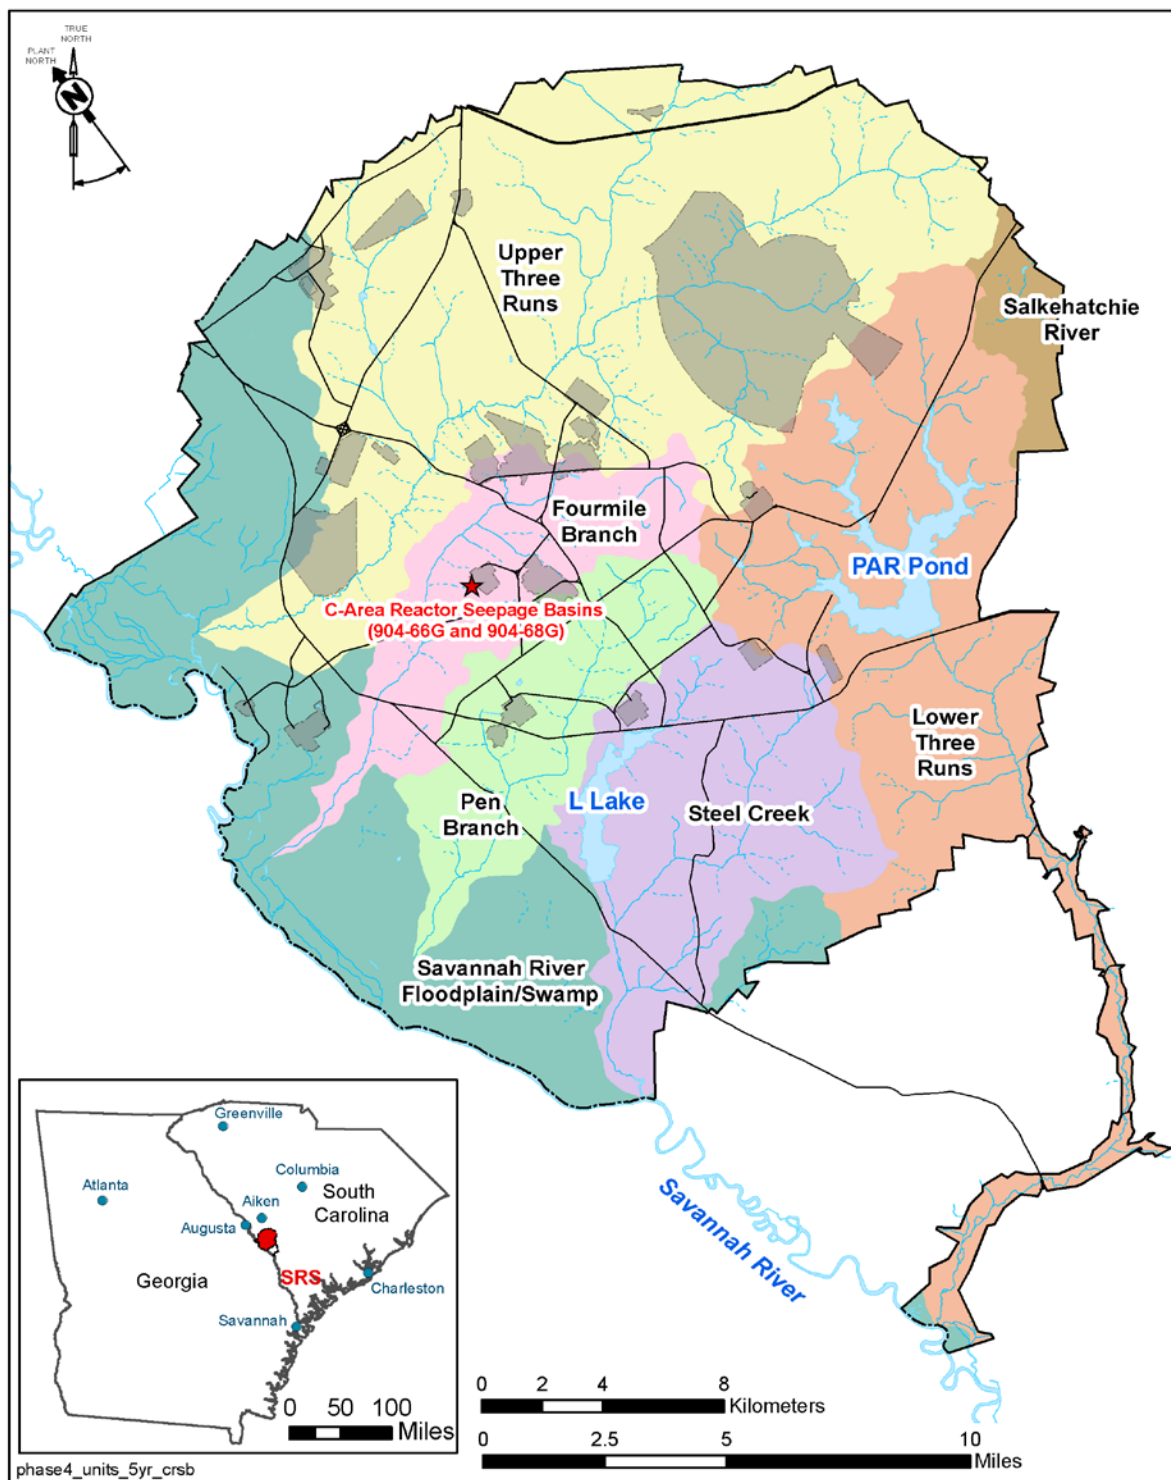 TRUE
NORTH
PLANT
NORTH
N
Upper
Three
Runs
Salkehatchie
River
Fourmile
Branch
PAR Pond
C-Area Reactor Seepage Basins
(904-66G and 904-68G)
Lower
Three
Runs
L Lake
Pen
Branch
Steel Creek
Savannah River
Floodplain/Swamp
Savannah River
Greenville
Columbia
Atlanta
Aiken
South
Carolina
Augusta
Georgia
SRS
Charleston
Savannah
0 50 100
Miles
0 2 4 8
Kilometers
0 2.5 5 10
Miles
phase4_units_5yr_crsb